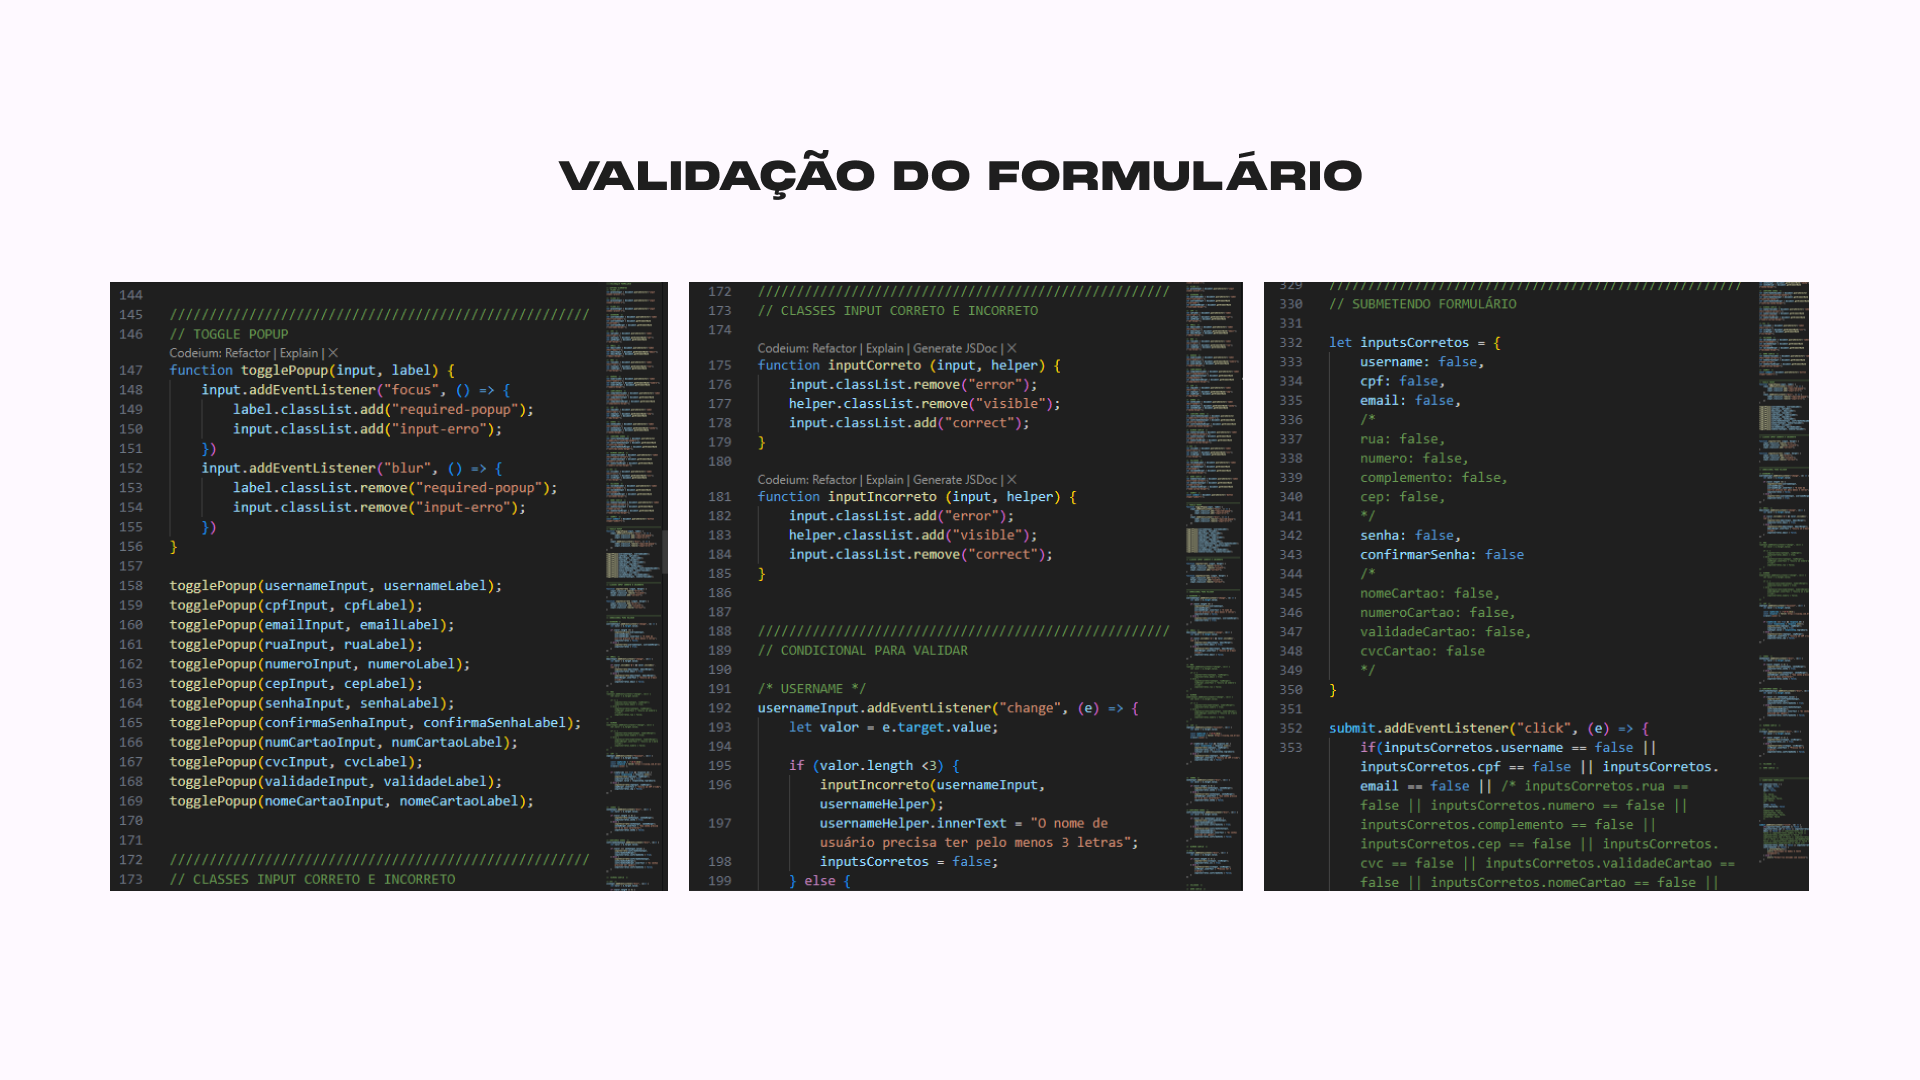 VALIDAÇÃO DO FORMULÁRIO
144
145 //////////////////////////////////////////////////////
146 // TOGGLE POPUP
Codeium: Refactor | Explain | ×
147 function togglePopup(input, label) {
148 input.addEventListener("focus", () => {
149 label.classList.add("required-popup");
150 input.classList.add("input-erro");
151 })
152 input.addEventListener("blur", () => {
153 label.classList.remove("required-popup");
154 input.classList.remove("input-erro");
155 })
156 }
157
158 togglePopup(usernameInput, usernameLabel);
159 togglePopup(cpfInput, cpfLabel);
160 togglePopup(emailInput, emailLabel);
161 togglePopup(ruaInput, ruaLabel);
162 togglePopup(numeroInput, numeroLabel);
163 togglePopup(cepInput, cepLabel);
164 togglePopup(senhaInput, senhaLabel);
165 togglePopup(confirmaSenhaInput, confirmaSenhaLabel);
166 togglePopup(numCartaoInput, numCartaoLabel);
167 togglePopup(cvcInput, cvcLabel);
168 togglePopup(validadeInput, validadeLabel);
169 togglePopup(nomeCartaoInput, nomeCartaoLabel);
170
171
172 //////////////////////////////////////////////////////
173 // CLASSES INPUT CORRETO E INCORRETO
172 //////////////////////////////////////////////////////
173 // CLASSES INPUT CORRETO E INCORRETO
174
Codeium: Refactor | Explain | Generate JSDoc | ×
175 function inputCorreto (input, helper) {
176 input.classList.remove("error");
177 helper.classList.remove("visible");
178 input.classList.add("correct");
179 }
180
Codeium: Refactor | Explain | Generate JSDoc | ×
181 function inputIncorreto (input, helper) {
182 input.classList.add("error");
183 helper.classList.add("visible");
184 input.classList.remove("correct");
185 }
186
187
188 //////////////////////////////////////////////////////
189 // CONDICIONAL PARA VALIDAR
190
191 /* USERNAME */
192 usernameInput.addEventListener("change", (e) => {
193 let valor = e.target.value;
194
195 if (valor.length <3) {
196 inputIncorreto(usernameInput,
usernameHelper);
197 usernameHelper.innerText = "O nome de
usuário precisa ter pelo menos 3 letras";
198 inputsCorretos = false;
199 } else {
329 //////////////////////////////////////////////////////
330 // SUBMETENDO FORMULÁRIO
331
332 let inputsCorretos = {
333 username: false,
334 cpf: false,
335 email: false,
336 /*
337 rua: false,
338 numero: false,
339 complemento: false,
340 cep: false,
341 */
342 senha: false,
343 confirmarSenha: false
344 /*
345 nomeCartao: false,
346 numeroCartao: false,
347 validadeCartao: false,
348 cvcCartao: false
349 */
350 }
351
352 submit.addEventListener("click", (e) => {
353 if(inputsCorretos.username == false ||
inputsCorretos.cpf == false || inputsCorretos.
email == false || /* inputsCorretos.rua ==
false || inputsCorretos.numero == false ||
inputsCorretos.complemento == false ||
inputsCorretos.cep == false || inputsCorretos.
cvc == false || inputsCorretos.validadeCartao ==
false || inputsCorretos.nomeCartao == false ||